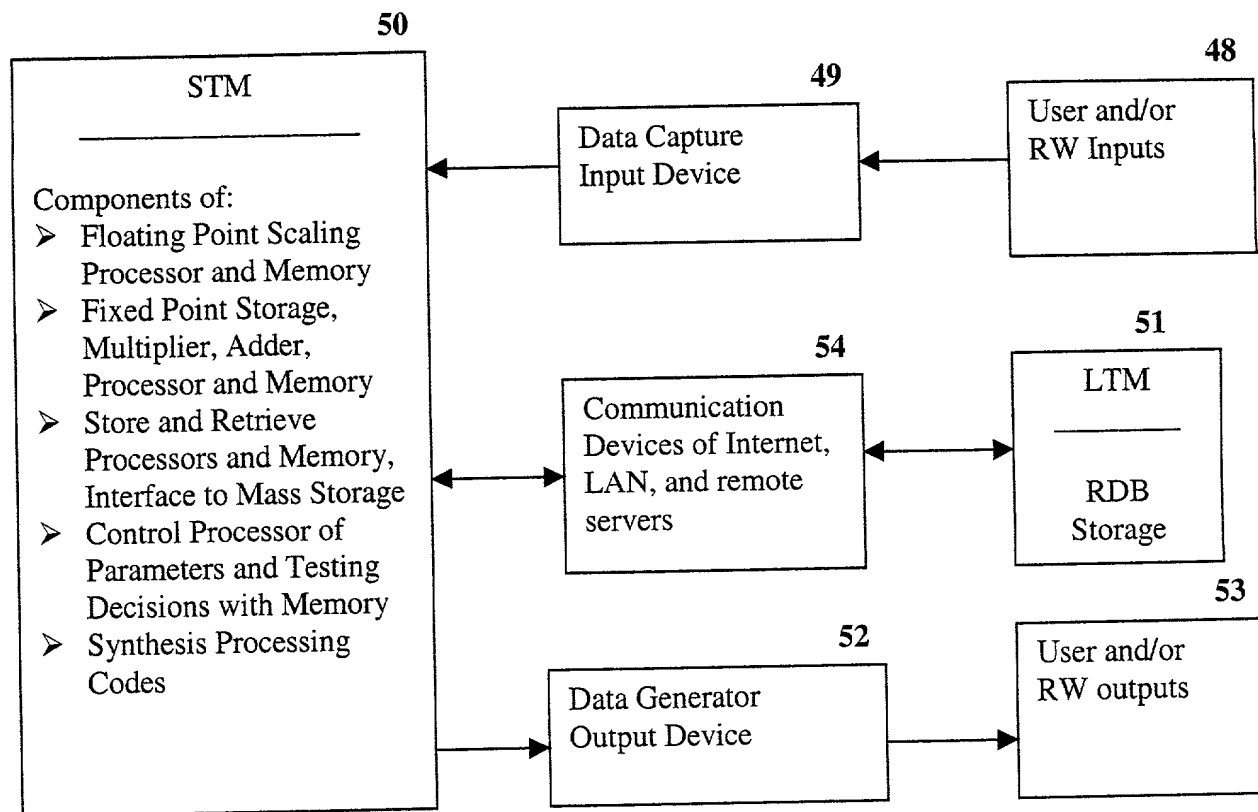 50
STM
Components of:
➢ Floating Point Scaling
Processor and Memory
➢ Fixed Point Storage,
Multiplier, Adder,
Processor and Memory
➢ Store and Retrieve
Processors and Memory,
Interface to Mass Storage
➢ Control Processor of
Parameters and Testing
Decisions with Memory
➢ Synthesis Processing
Codes
49
Data Capture
Input Device
48
User and/or
RW Inputs
54
Communication
Devices of Internet,
LAN, and remote
servers
51
LTM
RDB
Storage
52
Data Generator
Output Device
53
User and/or
RW outputs